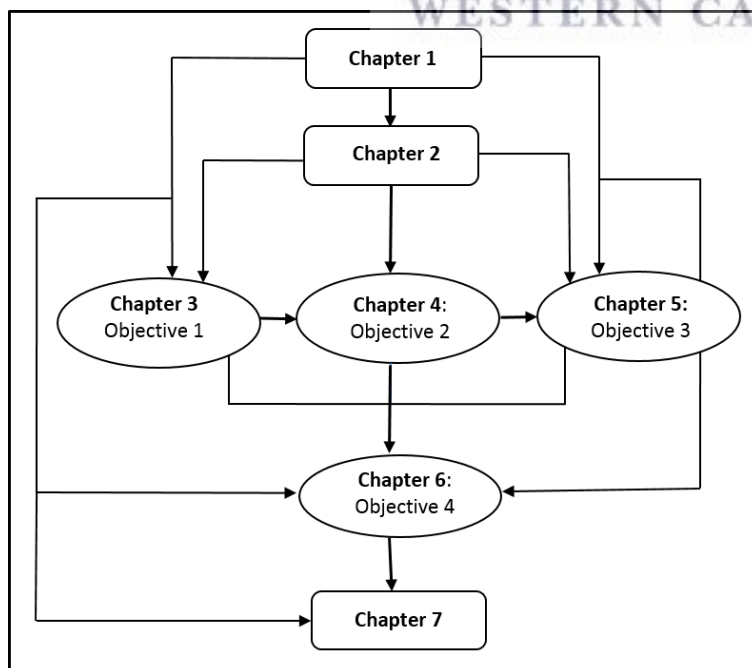 WESTERN CA
Chapter 1
Chapter 2
Chapter 3
Objective 1
Chapter 4:
Objective 2
Chapter 5:
Objective 3
Chapter 6:
Objective 4
Chapter 7